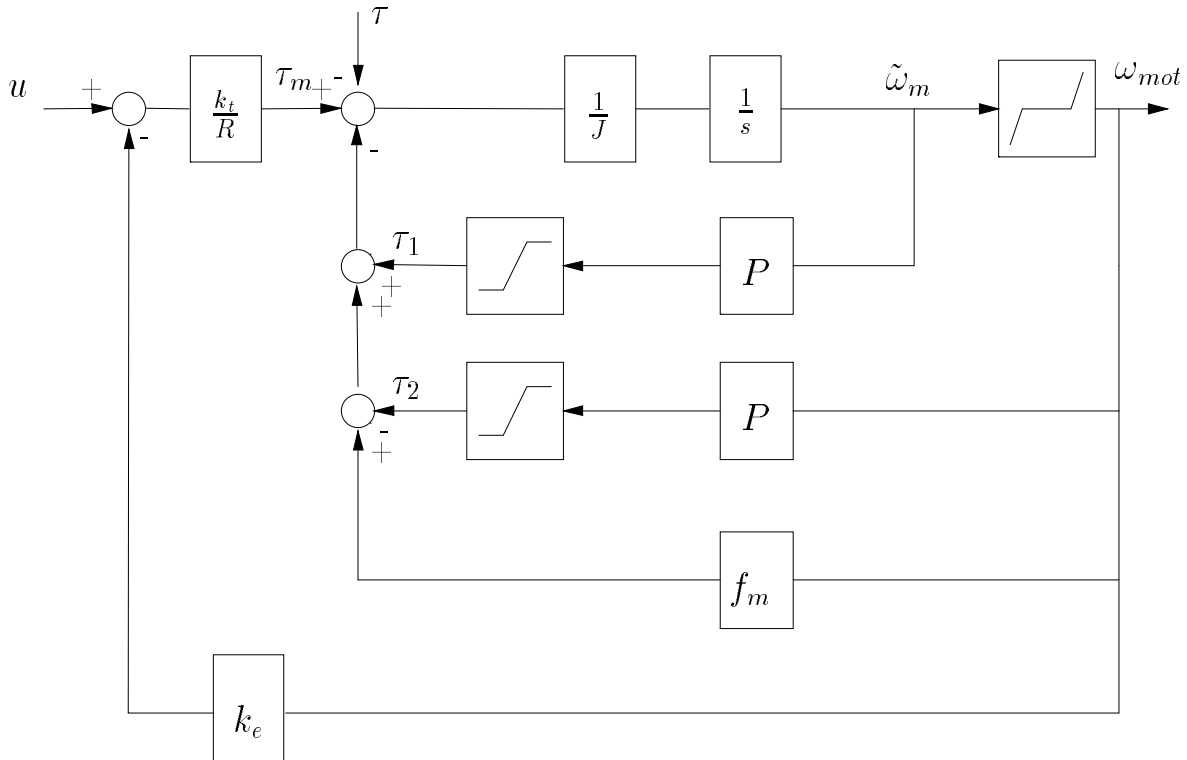 τ
u + k_t/R τ_m + - 1/J 1/s ω̃_m ω_mot
-
-
τ_1 P
+
+
τ_2 P
-
+
f_m
k_e